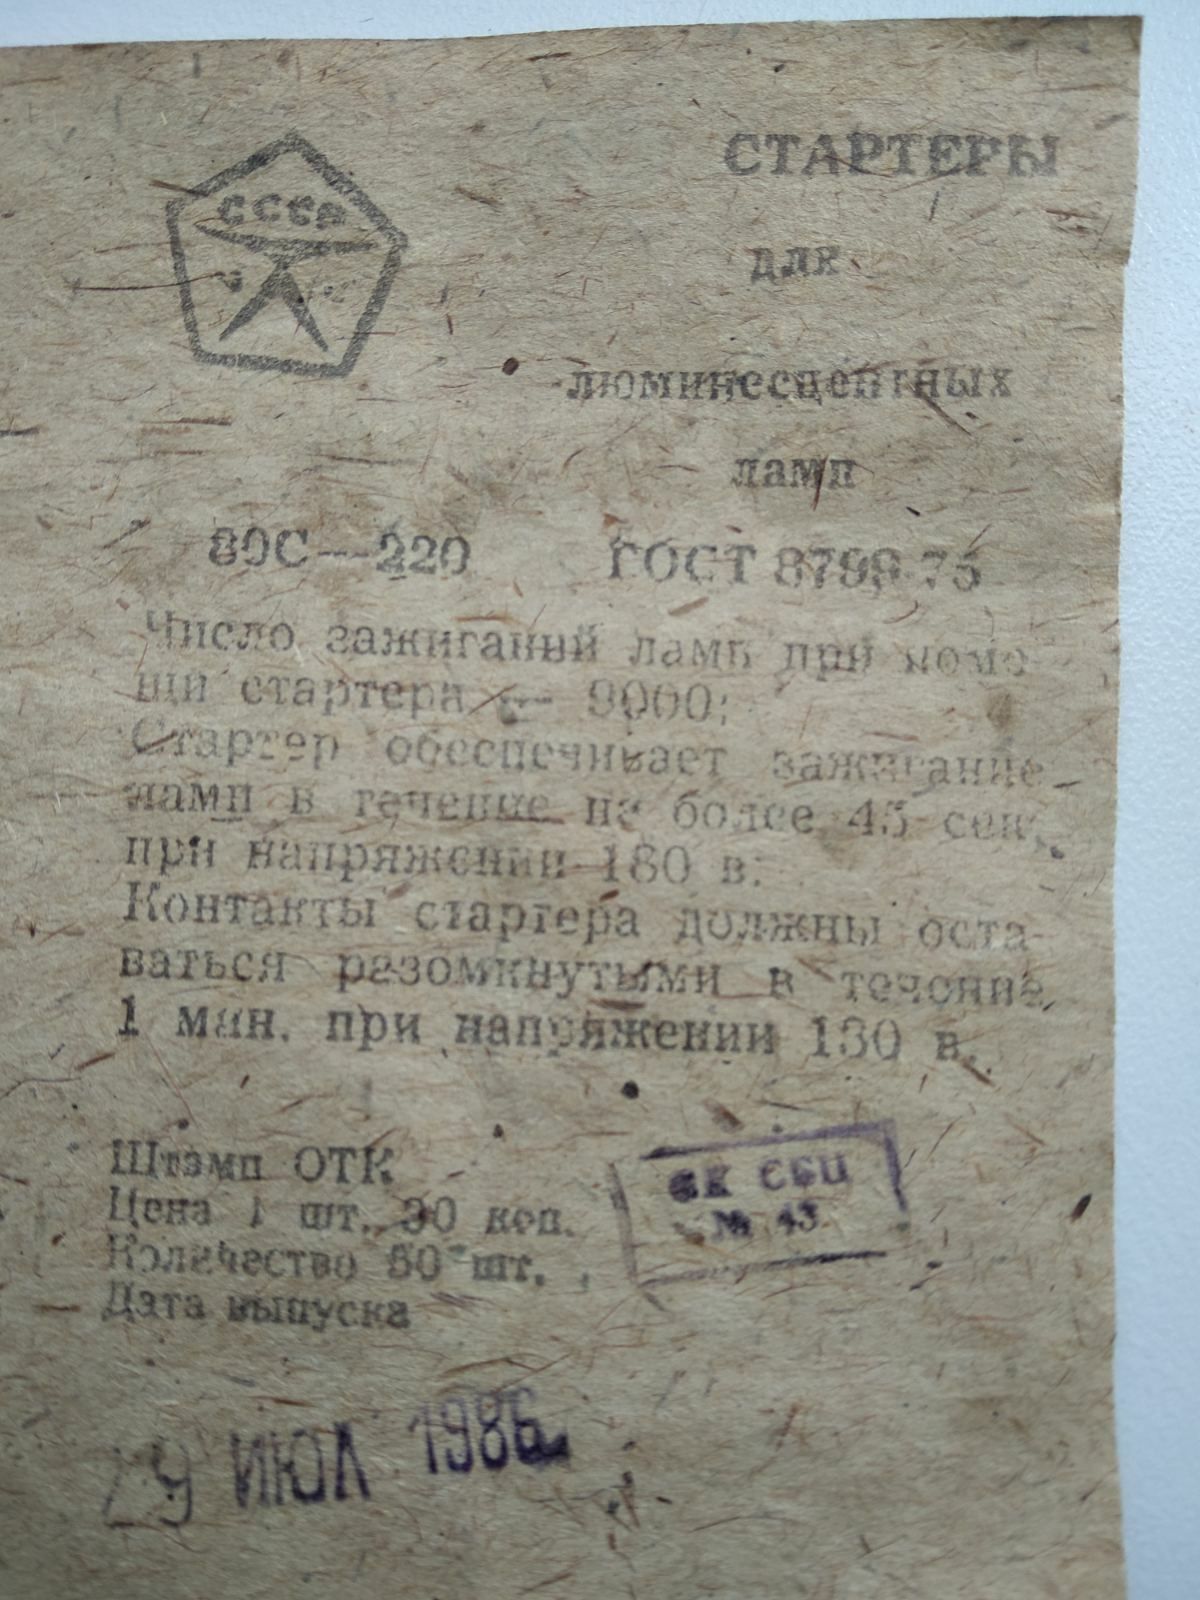 СССР
СТАРТЕРЫ
для
люминесцентных
ламп
80С—220 ГОСТ 8799-75
Число зажиганий ламп при помо-
щи стартера — 9000;
Стартер обеспечивает зажигание
ламп в течение не более 45 сек,
при напряжении 180 в.
Контакты стартера должны оста-
ваться разомкнутыми в течение
1 мин. при напряжении 130 в.
Штамп ОТК
БК СБЦ
№ 43
Цена 1 шт. 30 коп.
Количество 50 шт.
Дата выпуска
29 ИЮЛ 1986